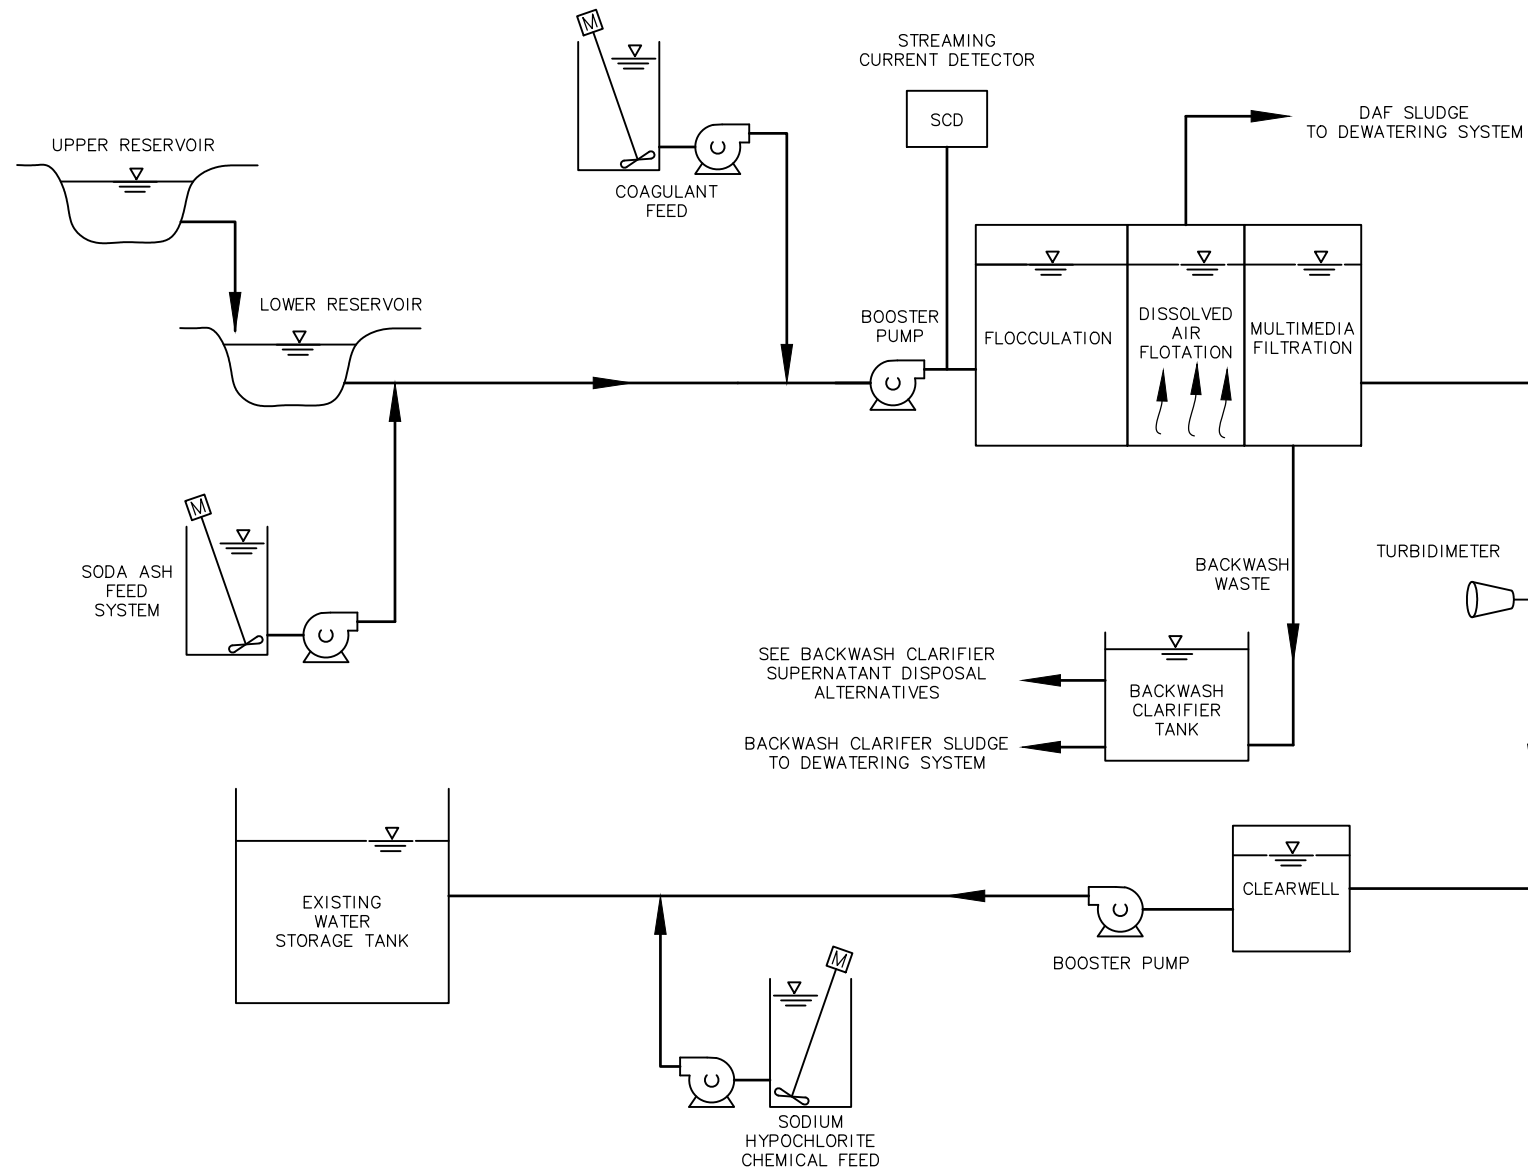 M
STREAMING
CURRENT DETECTOR
SCD
DAF SLUDGE
TO DEWATERING SYSTEM
UPPER RESERVOIR
C
COAGULANT
FEED
LOWER RESERVOIR
BOOSTER
PUMP
C
FLOCCULATION
DISSOLVED
AIR
FLOTATION
MULTIMEDIA
FILTRATION
M
SODA ASH
FEED
SYSTEM
C
BACKWASH
WASTE
TURBIDIMETER
SEE BACKWASH CLARIFIER
SUPERNATANT DISPOSAL
ALTERNATIVES
BACKWASH
CLARIFIER
TANK
BACKWASH CLARIFER SLUDGE
TO DEWATERING SYSTEM
EXISTING
WATER
STORAGE TANK
C
BOOSTER PUMP
CLEARWELL
M
C
SODIUM
HYPOCHLORITE
CHEMICAL FEED